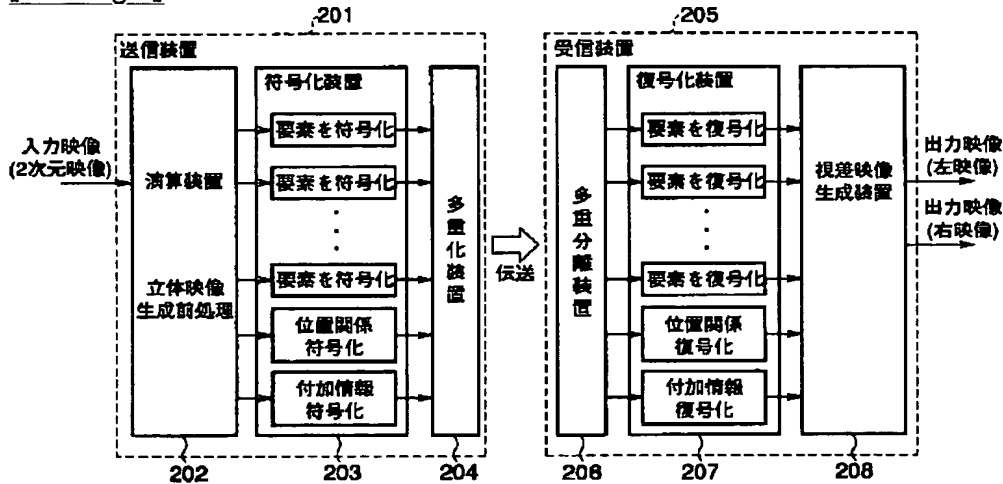 201
205
送信装置
受信装置
符号化装置
復号化装置
入力映像
(2次元映像)
演算装置
立体映像
生成前処理
要素を符号化
要素を符号化
・
・
・
要素を符号化
位置関係
符号化
付加情報
符号化
多重化装置
伝送
多重分離装置
要素を復号化
要素を復号化
・
・
・
要素を復号化
位置関係
復号化
付加情報
復号化
視差映像
生成装置
出力映像
(左映像)
出力映像
(右映像)
202
203
204
206
207
208